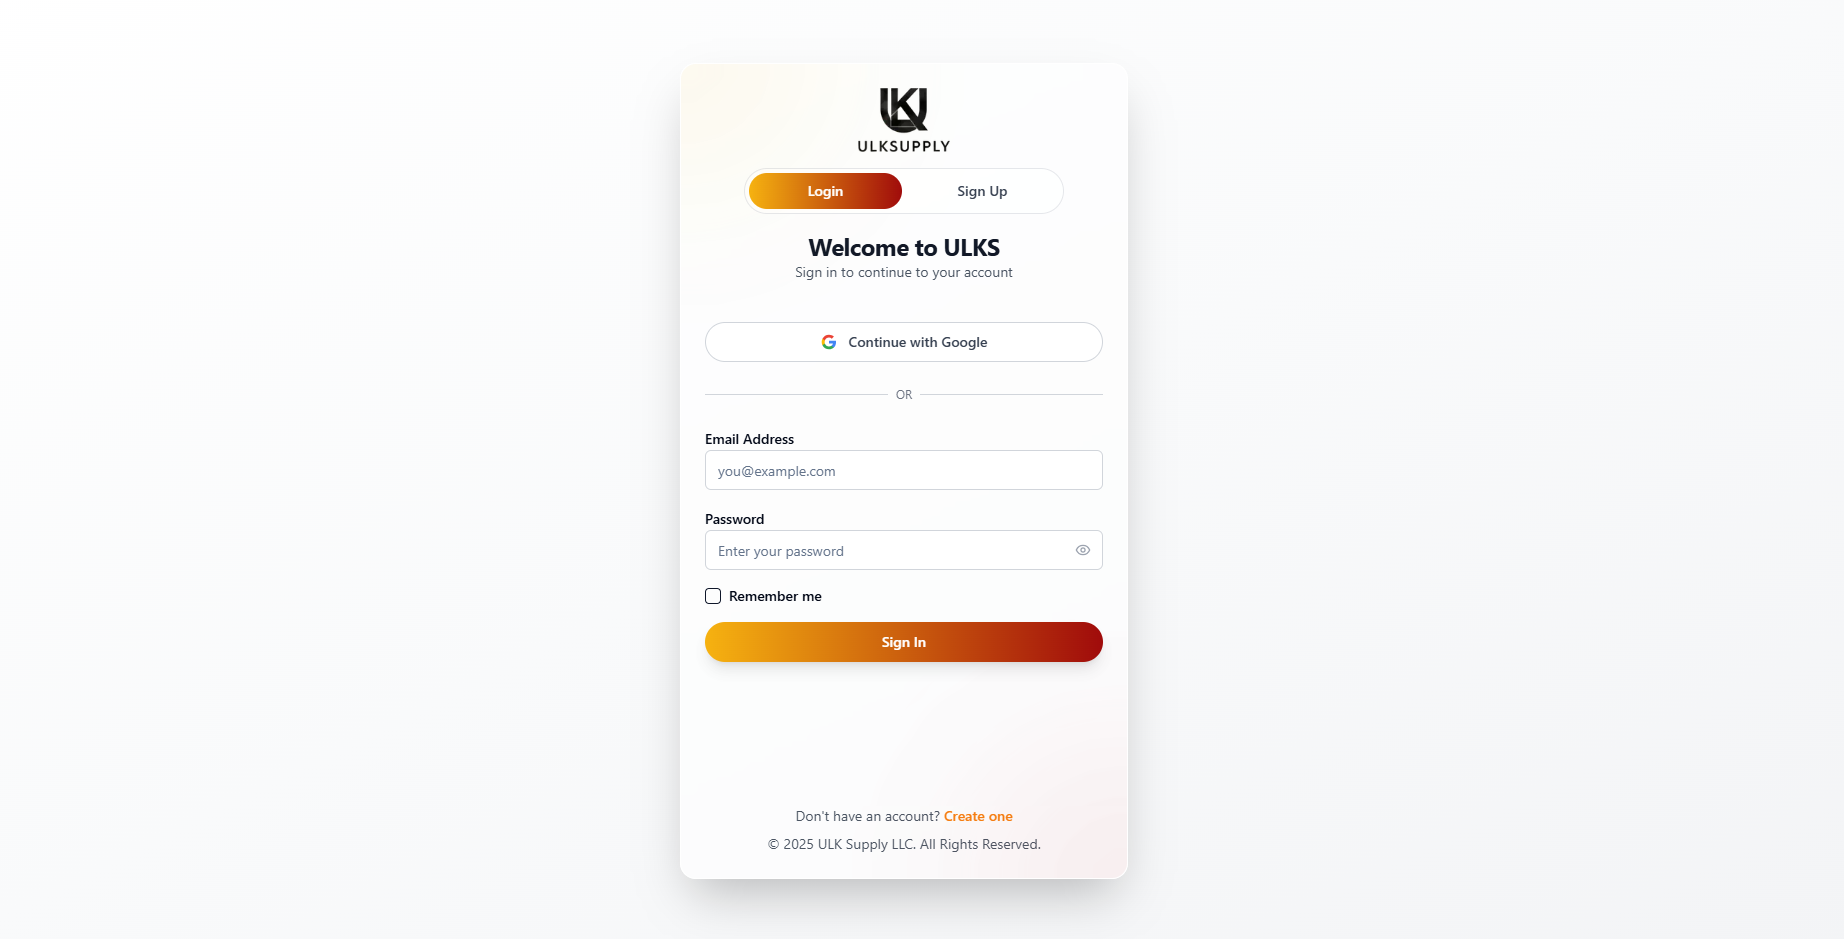 ULKSUPPLY
Login Sign Up
Welcome to ULKS
Sign in to continue to your account
Continue with Google
OR
Email Address
you@example.com
Password
Enter your password
Remember me
Sign In
Don't have an account? Create one
© 2025 ULK Supply LLC. All Rights Reserved.